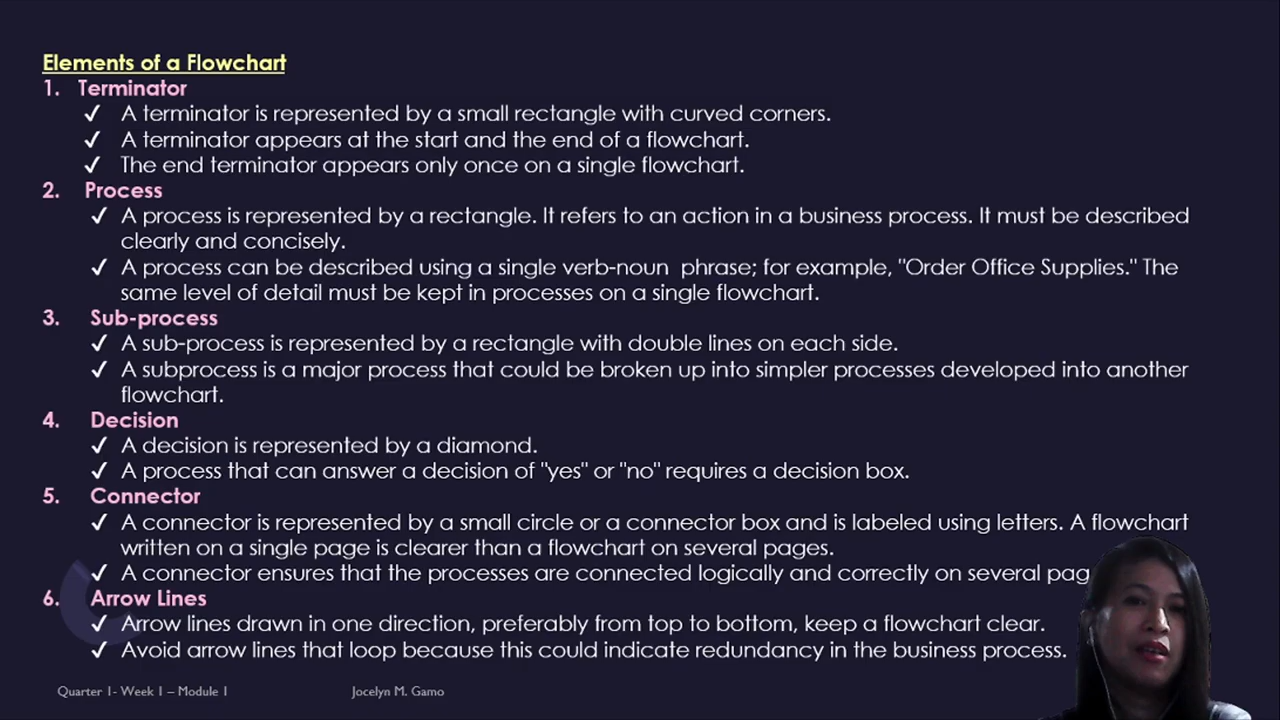 Elements of a Flowchart
1. Terminator
✓ A terminator is represented by a small rectangle with curved corners.
✓ A terminator appears at the start and the end of a flowchart.
✓ The end terminator appears only once on a single flowchart.
2. Process
✓ A process is represented by a rectangle. It refers to an action in a business process. It must be described
clearly and concisely.
✓ A process can be described using a single verb-noun phrase; for example, "Order Office Supplies." The
same level of detail must be kept in processes on a single flowchart.
3. Sub-process
✓ A sub-process is represented by a rectangle with double lines on each side.
✓ A subprocess is a major process that could be broken up into simpler processes developed into another
flowchart.
4. Decision
✓ A decision is represented by a diamond.
✓ A process that can answer a decision of "yes" or "no" requires a decision box.
5. Connector
✓ A connector is represented by a small circle or a connector box and is labeled using letters. A flowchart
written on a single page is clearer than a flowchart on several pages.
✓ A connector ensures that the processes are connected logically and correctly on several pag
6. Arrow Lines
✓ Arrow lines drawn in one direction, preferably from top to bottom, keep a flowchart clear.
✓ Avoid arrow lines that loop because this could indicate redundancy in the business process.
Quarter 1- Week 1 – Module 1 Jocelyn M. Gamo